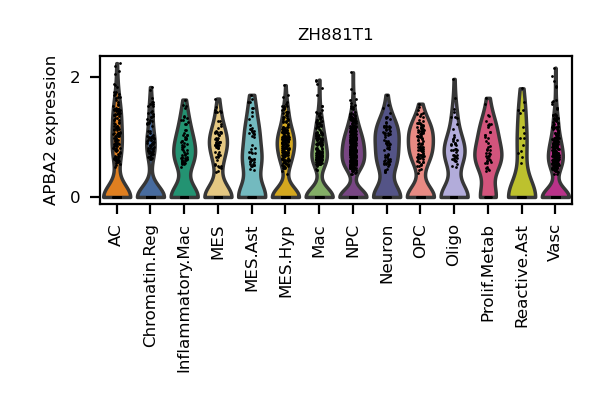 ZH881T1
APBA2 expression
2
0
AC
Chromatin.Reg
Inflammatory.Mac
MES
MES.Ast
MES.Hyp
Mac
NPC
Neuron
OPC
Oligo
Prolif.Metab
Reactive.Ast
Vasc